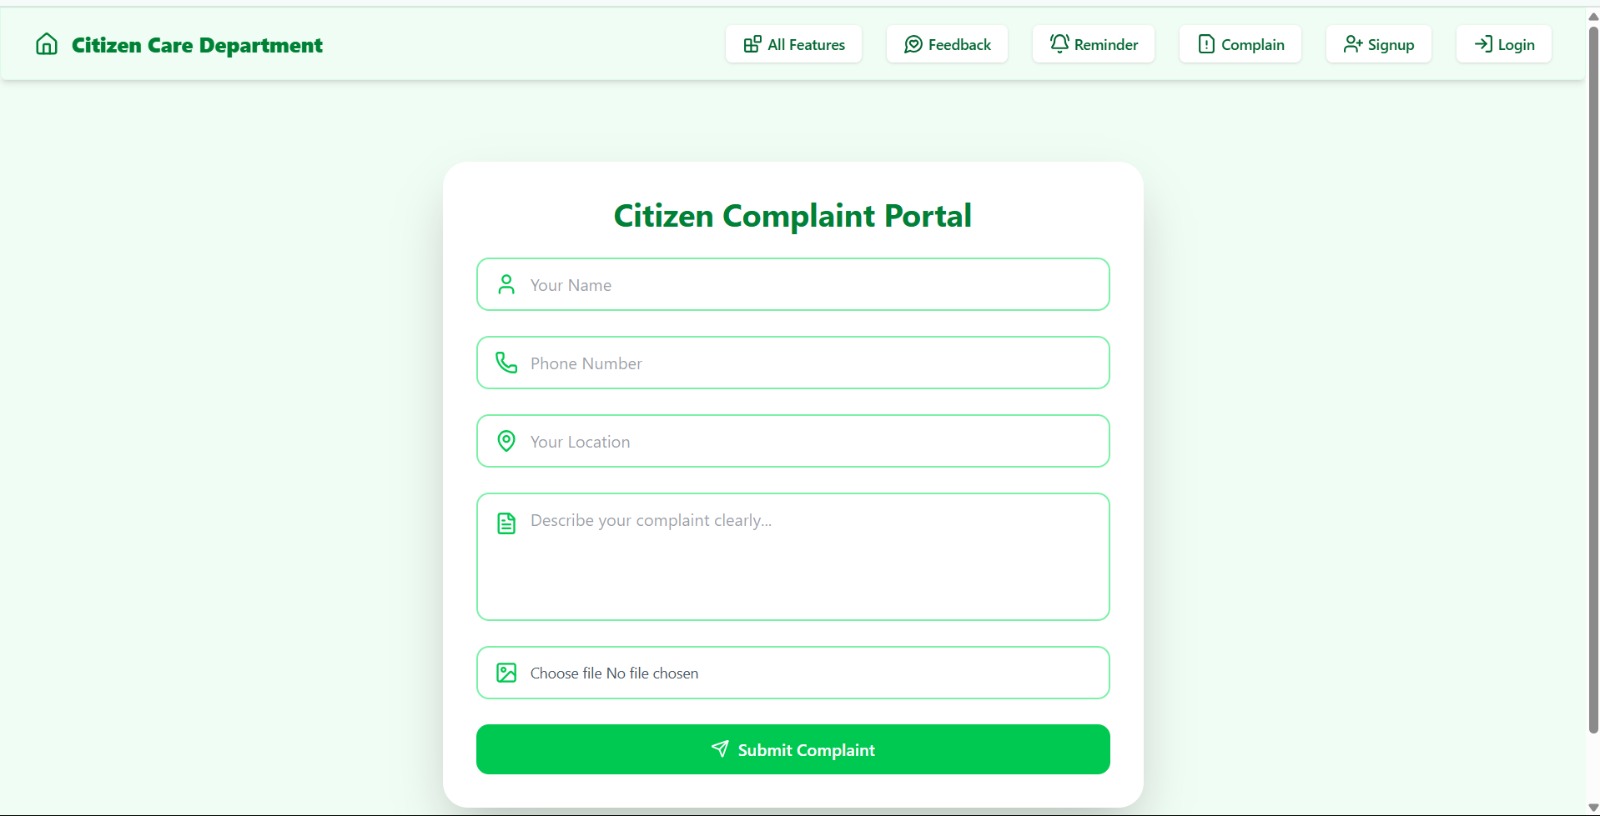 Citizen Care Department
All Features
Feedback
Reminder
Complain
Signup
Login
Citizen Complaint Portal
Your Name
Phone Number
Your Location
Describe your complaint clearly...
Choose file No file chosen
Submit Complaint